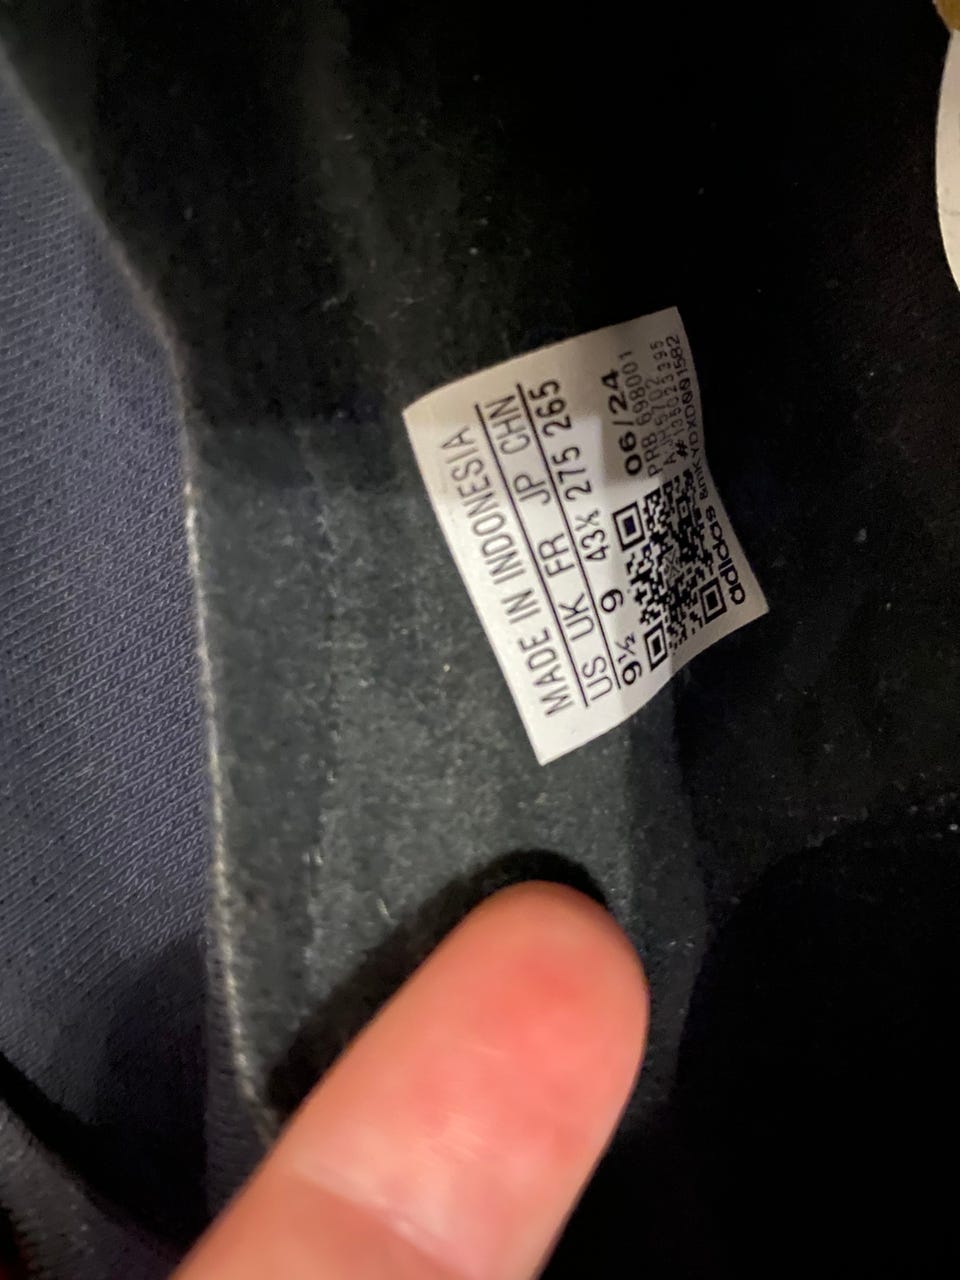 MADE IN INDONESIA
US UK FR JP CHN
9½ 9 43⅓ 275 265
06/24
PRB 698001
adidas